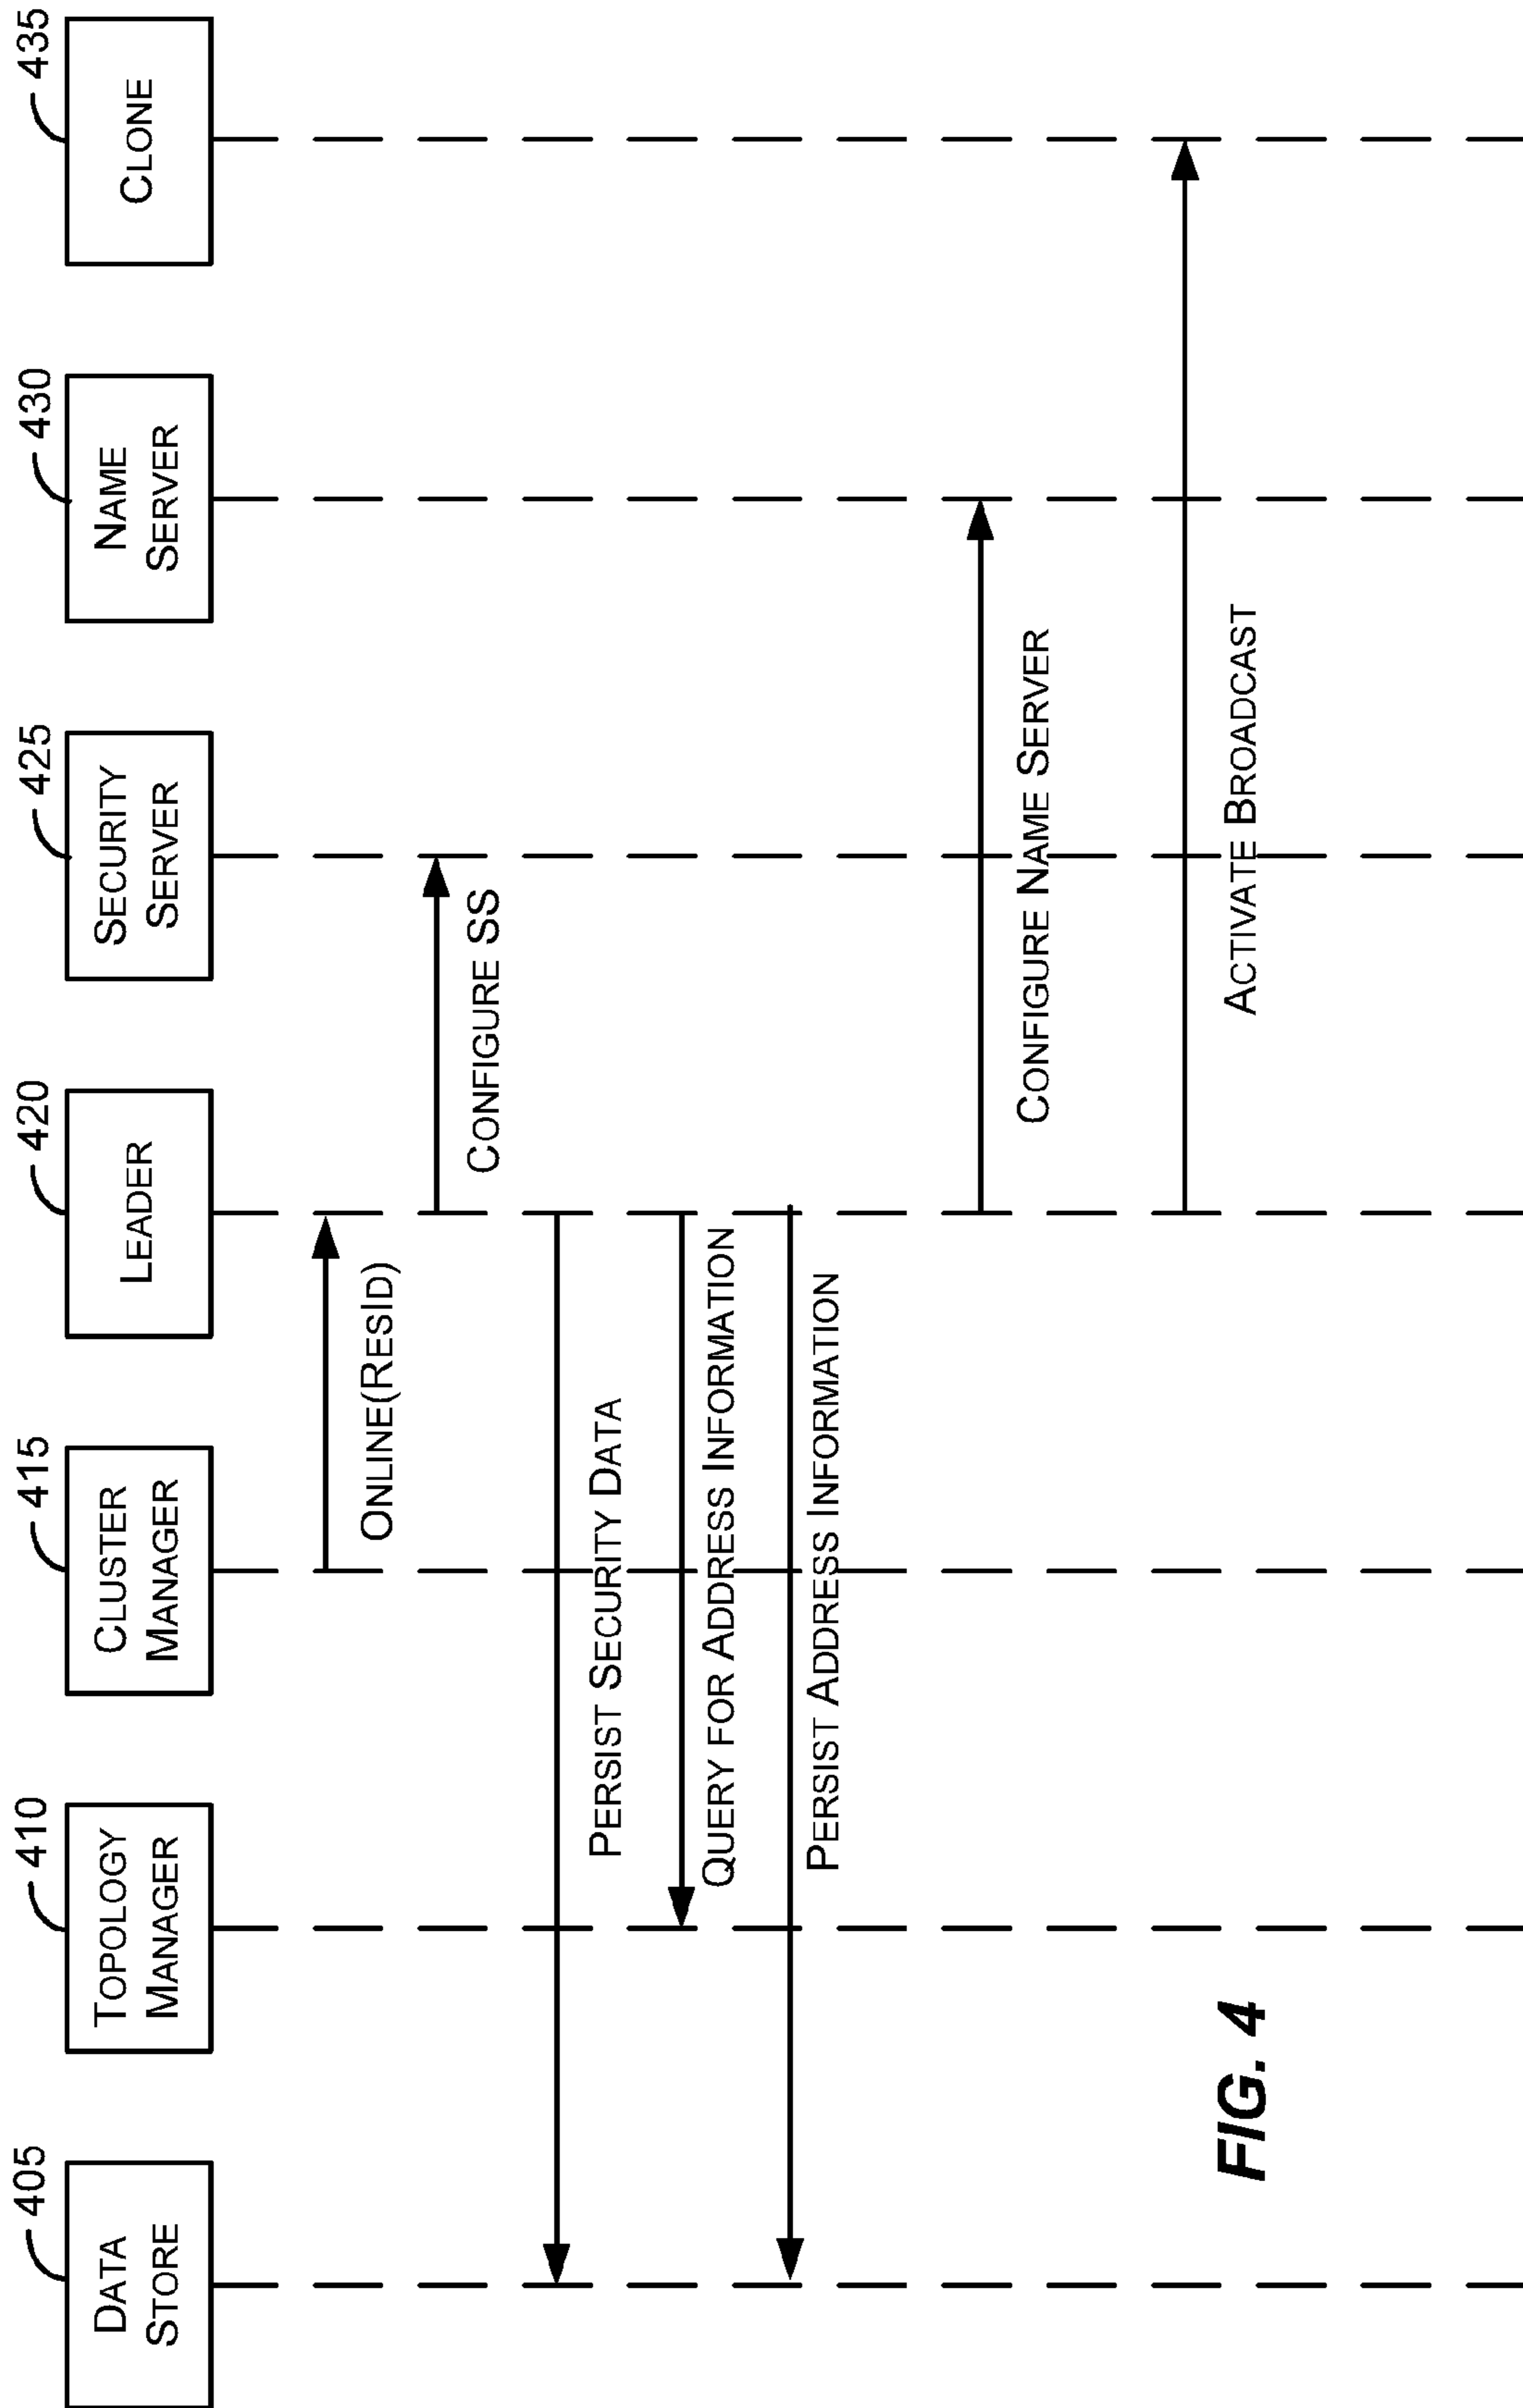 405
DATA
STORE
410
TOPOLOGY
MANAGER
415
CLUSTER
MANAGER
420
LEADER
425
SECURITY
SERVER
430
NAME
SERVER
435
CLONE
ONLINE(RESID)
CONFIGURE SS
PERSIST SECURITY DATA
QUERY FOR ADDRESS INFORMATION
PERSIST ADDRESS INFORMATION
CONFIGURE NAME SERVER
ACTIVATE BROADCAST
FIG. 4